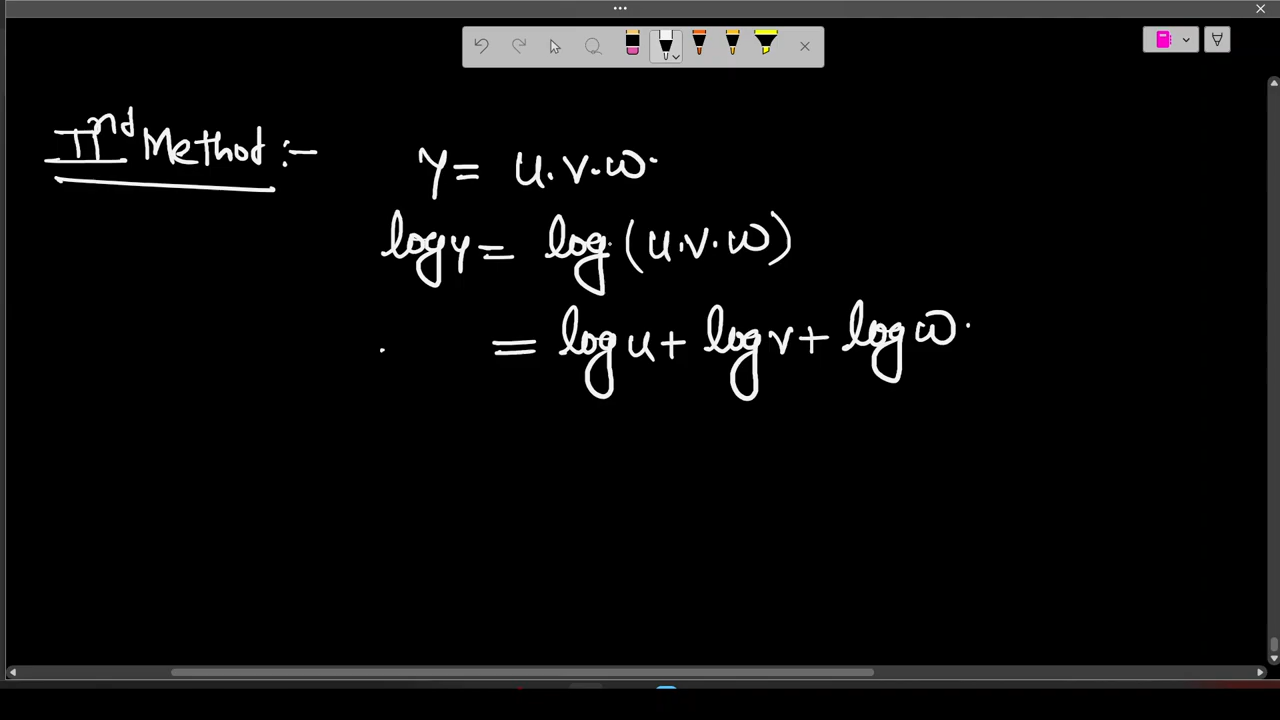 IInd Method :-
y = u.v.w.
log y = log (u.v.w)
= log u + log v + log w.